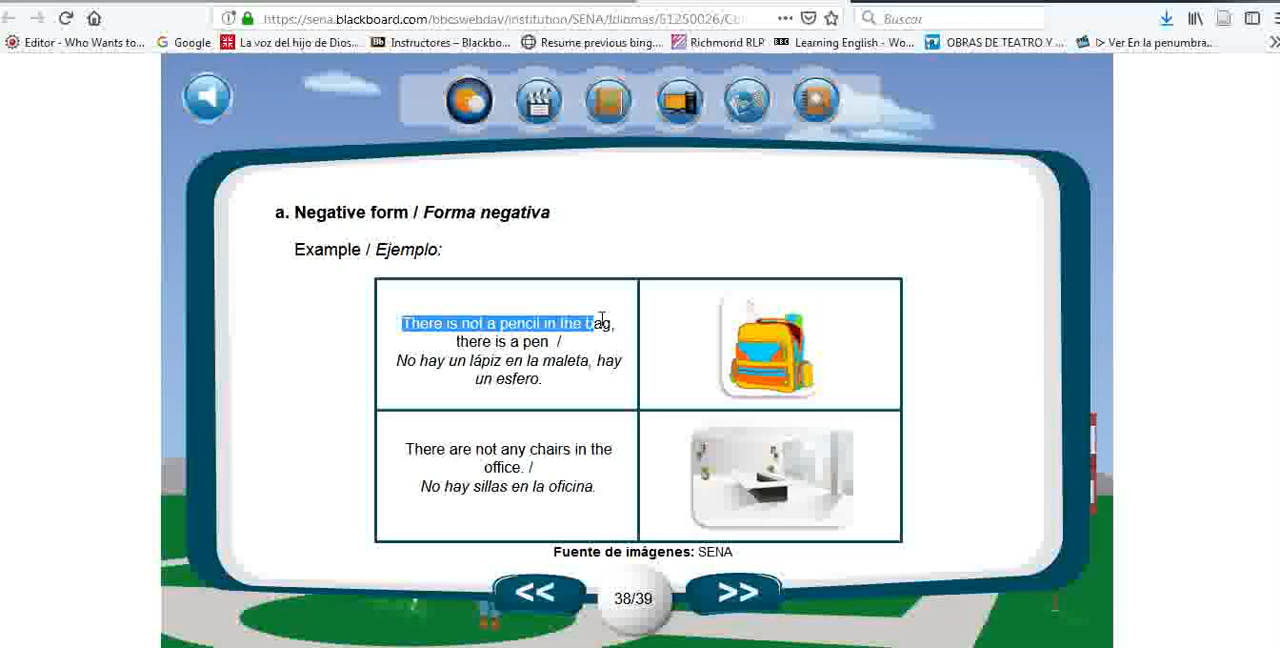 https://sena.blackboard.com/bbcswebdav/institution/SENA/Idiomas/51250026/
Buscar
Editor - Who Wants to...
Google
La voz del hijo de Dios...
Bb
Instructores – Blackbo...
Resume previous bing...
Richmond RLP
BBC
Learning English - Wo...
OBRAS DE TEATRO Y ...
▷ Ver En la penumbra...
a. Negative form / Forma negativa
Example / Ejemplo:
There is not a pencil in the bag,
there is a pen /
No hay un lápiz en la maleta, hay
un esfero.
There are not any chairs in the
office. /
No hay sillas en la oficina.
Fuente de imágenes: SENA
<<
38/39
>>